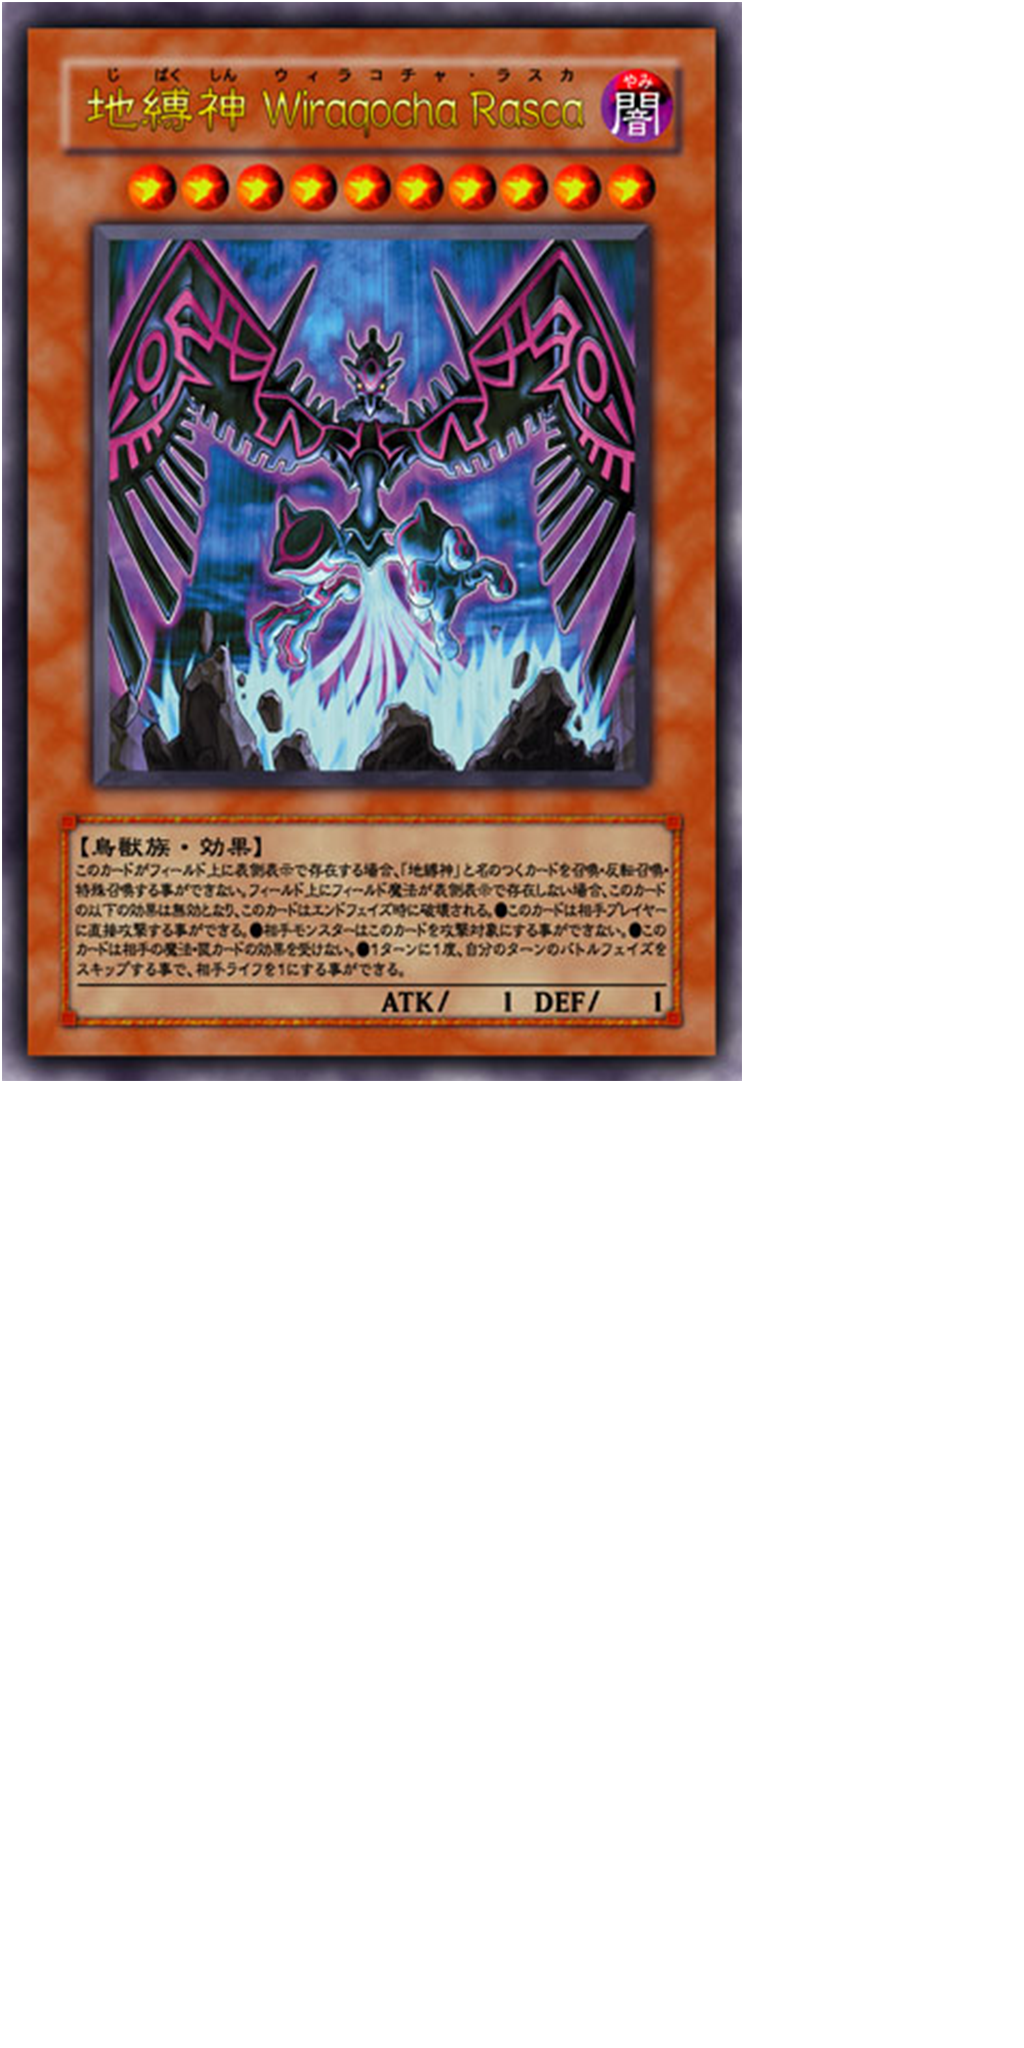 じ ばく しん ウィラコチャ・ラスカ
地縛神 Wiraqocha Rasca
やみ
闇
【鳥獣族・効果】
このカードがフィールド上に表側表示で存在する場合、「地縛神」と名のつくカードを召喚・反転召喚・
特殊召喚する事ができない。フィールド上にフィールド魔法が表側表示で存在しない場合、このカード
の以下の効果は無効となり、このカードはエンドフェイズ時に破壊される。●このカードは相手プレイヤー
に直接攻撃する事ができる。●相手モンスターはこのカードを攻撃対象にする事ができない。●この
カードは相手の魔法・罠カードの効果を受けない。●1ターンに1度、自分のターンのバトルフェイズを
スキップする事で、相手ライフを1にする事ができる。
ATK/ 1 DEF/ 1